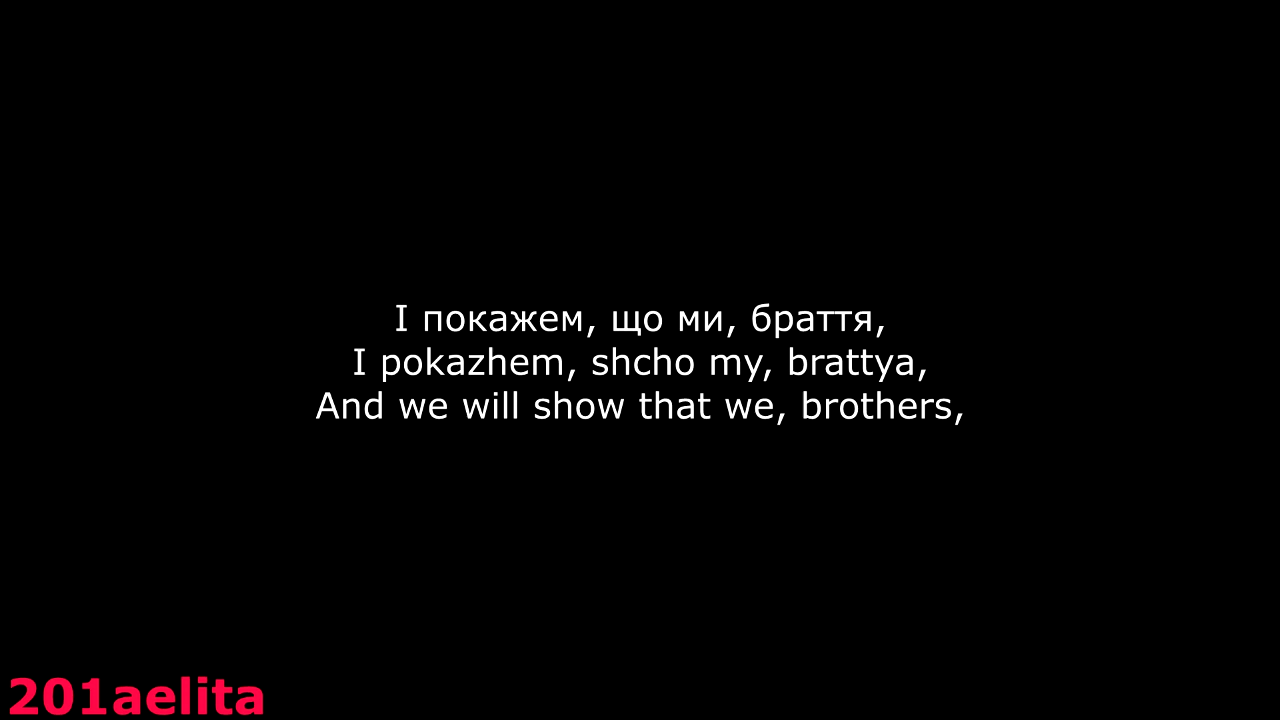 І покажем, що ми, браття,
I pokazhem, shcho my, brattya,
And we will show that we, brothers,
201aelita